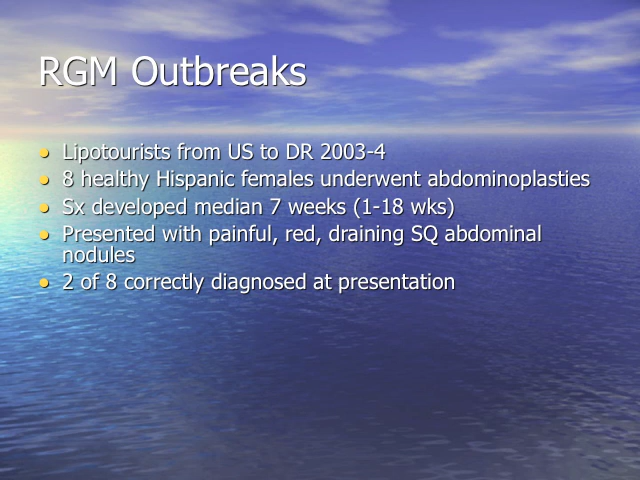 RGM Outbreaks
• Lipotourists from US to DR 2003-4
• 8 healthy Hispanic females underwent abdominoplasties
• Sx developed median 7 weeks (1-18 wks)
• Presented with painful, red, draining SQ abdominal
nodules
• 2 of 8 correctly diagnosed at presentation